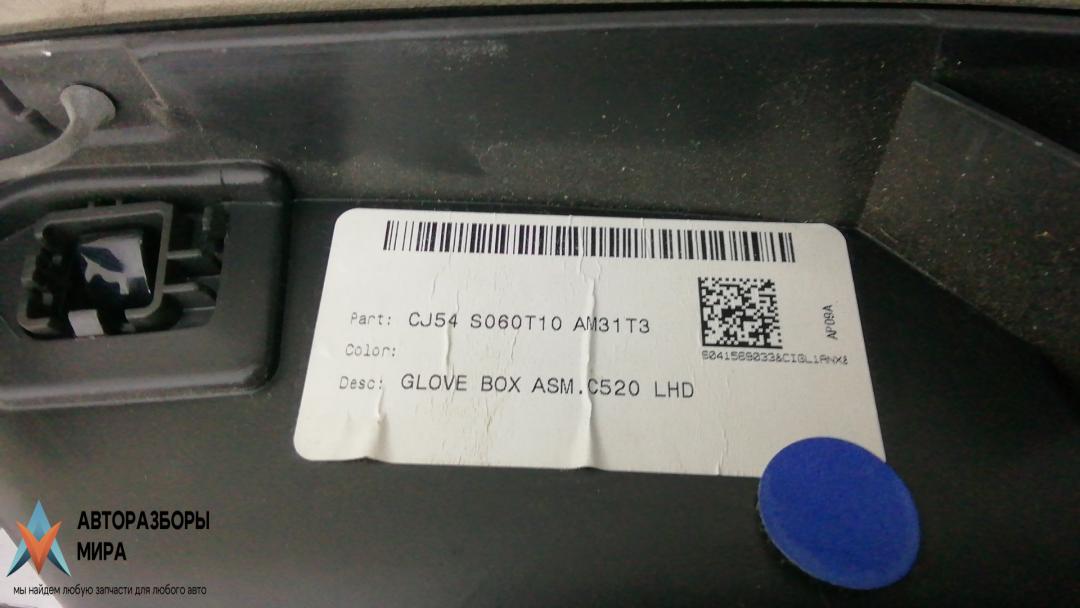 Part: CJ54 S060T10 AM31T3
Color:
Desc: GLOVE BOX ASM.C520 LHD
AP09A
АВТОРАЗБОРЫ
МИРА
мы найдем любую запчасти для любого авто